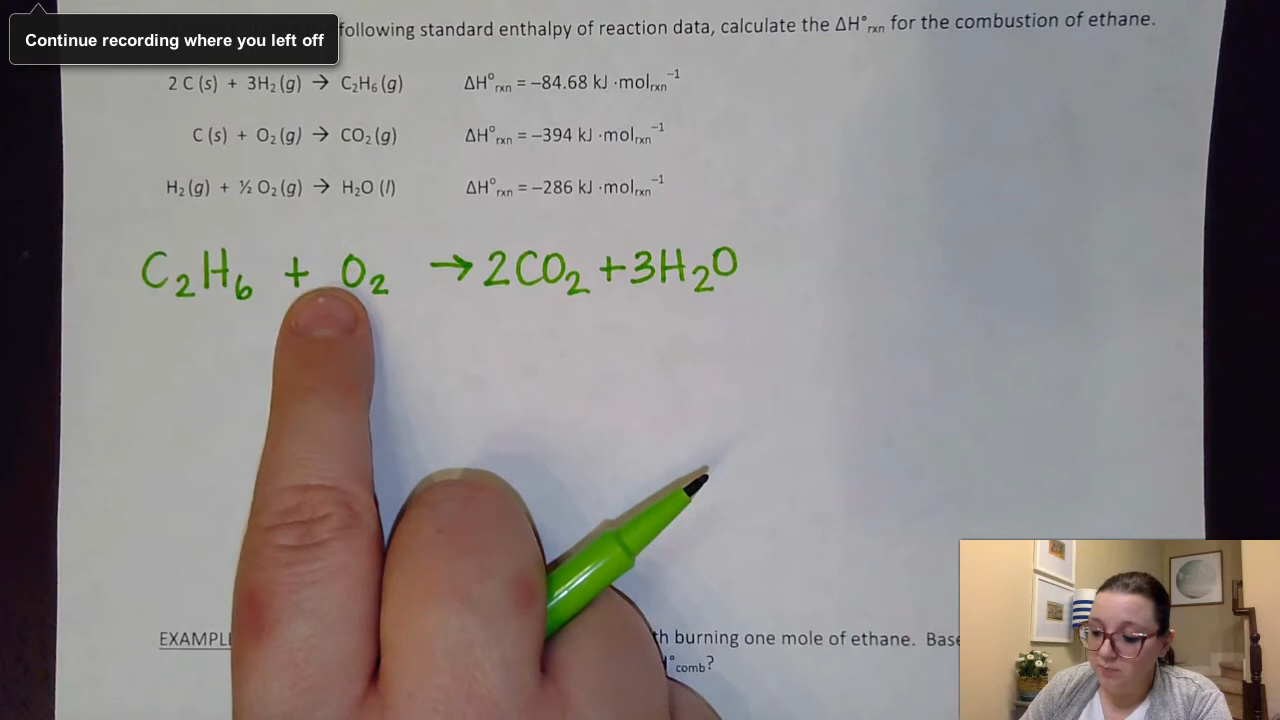 Continue recording where you left off
following standard enthalpy of reaction data, calculate the ΔH°rxn for the combustion of ethane.
2 C (s) + 3H₂ (g) → C₂H₆ (g) ΔH°rxn = –84.68 kJ ·molrxn⁻¹
C (s) + O₂ (g) → CO₂ (g) ΔH°rxn = –394 kJ ·molrxn⁻¹
H₂ (g) + ½ O₂ (g) → H₂O (l) ΔH°rxn = –286 kJ ·molrxn⁻¹
C₂H₆ + O₂ → 2CO₂ + 3H₂O
burning one mole of ethane.
comb?